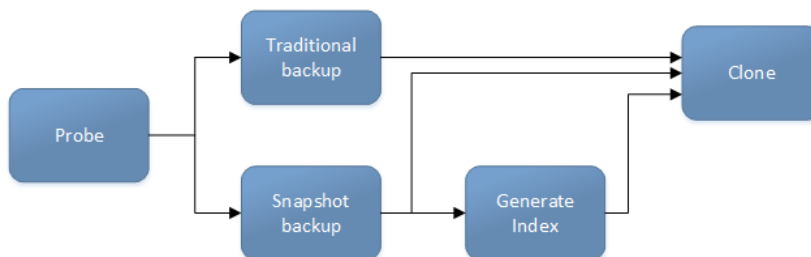 Traditional
backup
Clone
Probe
Snapshot
backup
Generate
Index